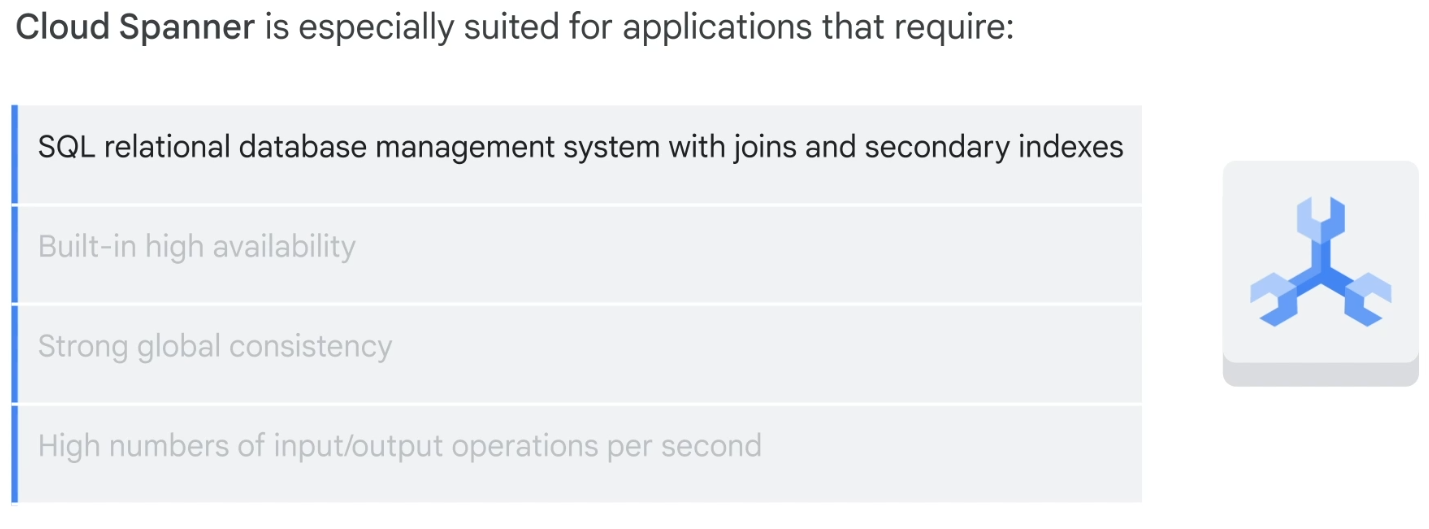 Cloud Spanner is especially suited for applications that require:
SQL relational database management system with joins and secondary indexes
Built-in high availability
Strong global consistency
High numbers of input/output operations per second